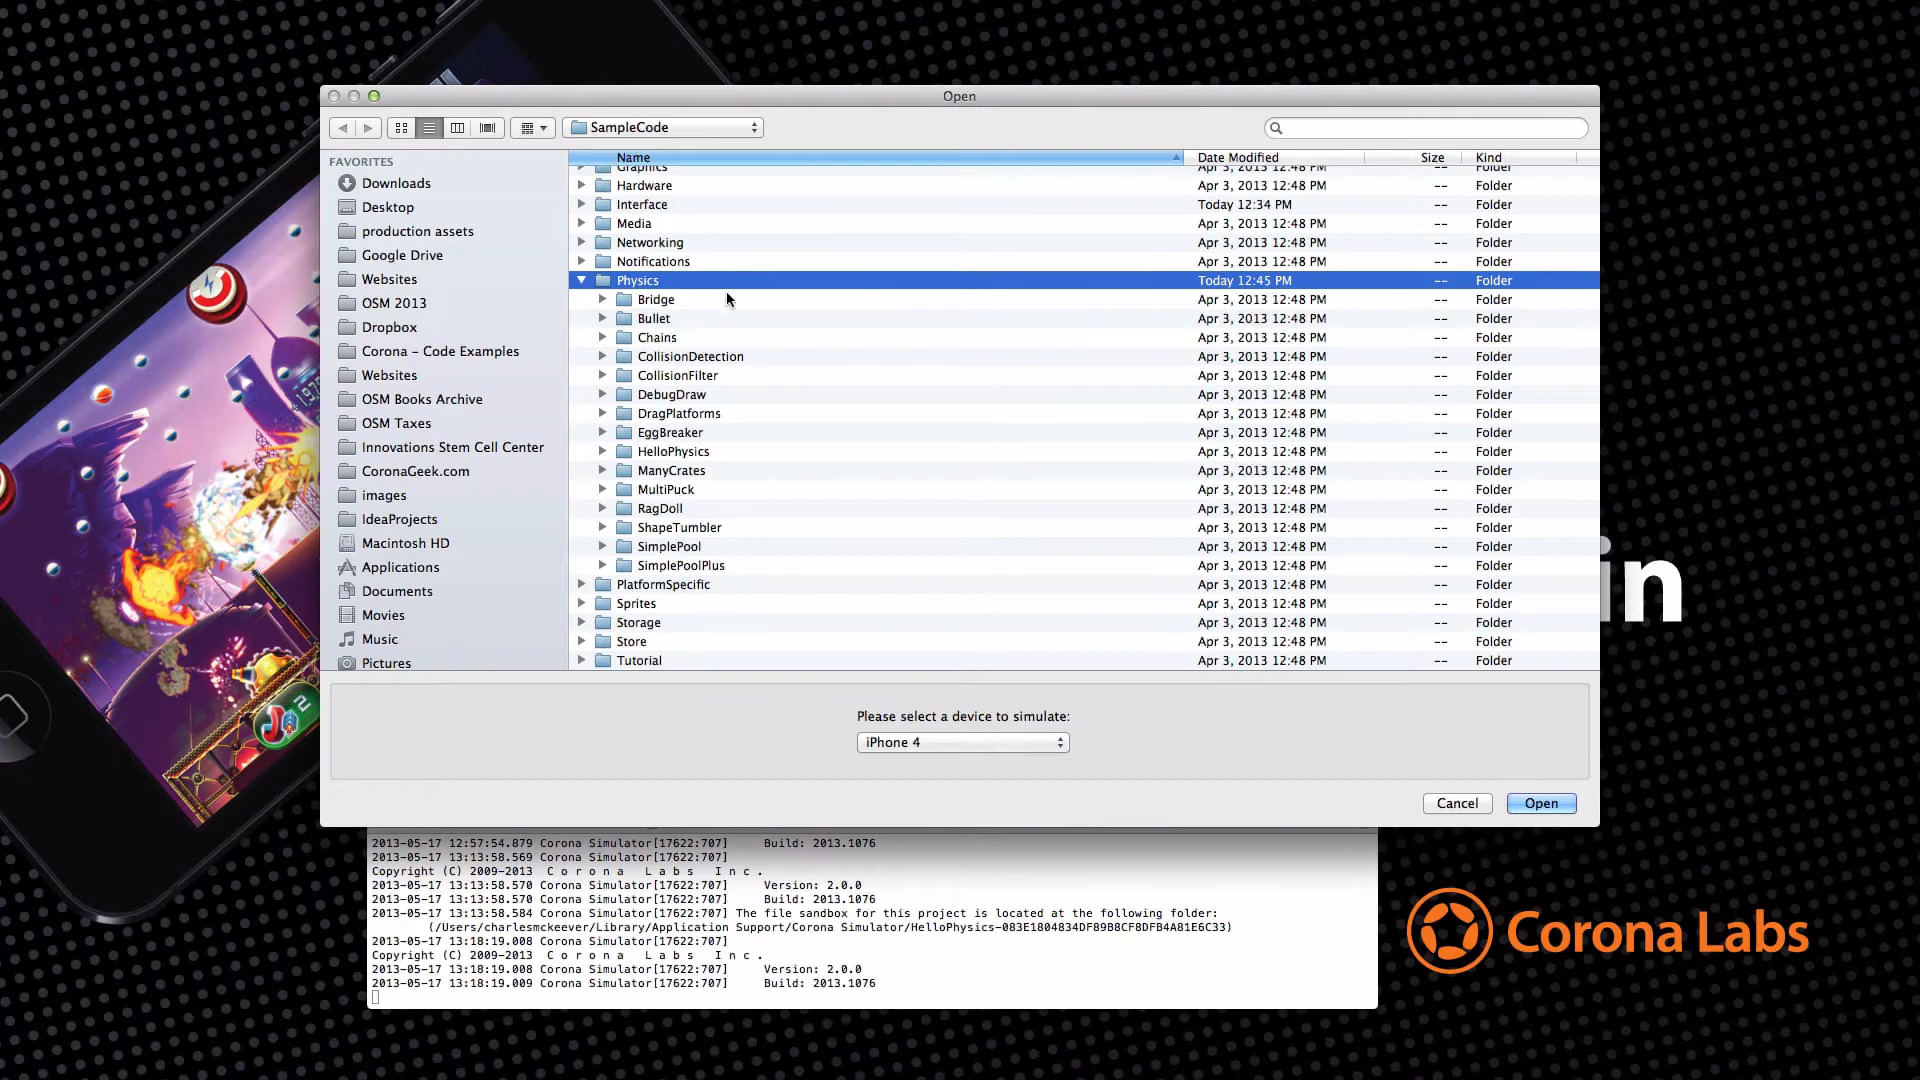 Open
SampleCode
FAVORITES
Downloads
Desktop
production assets
Google Drive
Websites
OSM 2013
Dropbox
Corona - Code Examples
Websites
OSM Books Archive
OSM Taxes
Innovations Stem Cell Center
CoronaGeek.com
images
IdeaProjects
Macintosh HD
Applications
Documents
Movies
Music
Pictures
Name Date Modified Size Kind
Graphics Apr 3, 2013 12:48 PM -- Folder
Hardware Apr 3, 2013 12:48 PM -- Folder
Interface Today 12:34 PM -- Folder
Media Apr 3, 2013 12:48 PM -- Folder
Networking Apr 3, 2013 12:48 PM -- Folder
Notifications Apr 3, 2013 12:48 PM -- Folder
Physics Today 12:45 PM -- Folder
Bridge Apr 3, 2013 12:48 PM -- Folder
Bullet Apr 3, 2013 12:48 PM -- Folder
Chains Apr 3, 2013 12:48 PM -- Folder
CollisionDetection Apr 3, 2013 12:48 PM -- Folder
CollisionFilter Apr 3, 2013 12:48 PM -- Folder
DebugDraw Apr 3, 2013 12:48 PM -- Folder
DragPlatforms Apr 3, 2013 12:48 PM -- Folder
EggBreaker Apr 3, 2013 12:48 PM -- Folder
HelloPhysics Apr 3, 2013 12:48 PM -- Folder
ManyCrates Apr 3, 2013 12:48 PM -- Folder
MultiPuck Apr 3, 2013 12:48 PM -- Folder
RagDoll Apr 3, 2013 12:48 PM -- Folder
ShapeTumbler Apr 3, 2013 12:48 PM -- Folder
SimplePool Apr 3, 2013 12:48 PM -- Folder
SimplePoolPlus Apr 3, 2013 12:48 PM -- Folder
PlatformSpecific Apr 3, 2013 12:48 PM -- Folder
Sprites Apr 3, 2013 12:48 PM -- Folder
Storage Apr 3, 2013 12:48 PM -- Folder
Store Apr 3, 2013 12:48 PM -- Folder
Tutorial Apr 3, 2013 12:48 PM -- Folder
in
Please select a device to simulate:
iPhone 4
Cancel Open
2013-05-17 12:57:54.879 Corona Simulator[17622:707] Build: 2013.1076
2013-05-17 13:13:58.569 Corona Simulator[17622:707]
Copyright (C) 2009-2013 C o r o n a L a b s I n c .
2013-05-17 13:13:58.570 Corona Simulator[17622:707] Version: 2.0.0
2013-05-17 13:13:58.570 Corona Simulator[17622:707] Build: 2013.1076
2013-05-17 13:13:58.584 Corona Simulator[17622:707] The file sandbox for this project is located at the following folder:
(/Users/charlesmckeever/Library/Application Support/Corona Simulator/HelloPhysics-083E1804834DF89B8CF8DFB4A81E6C33)
2013-05-17 13:18:19.008 Corona Simulator[17622:707]
Copyright (C) 2009-2013 C o r o n a L a b s I n c .
2013-05-17 13:18:19.008 Corona Simulator[17622:707] Version: 2.0.0
2013-05-17 13:18:19.009 Corona Simulator[17622:707] Build: 2013.1076
Corona Labs
2